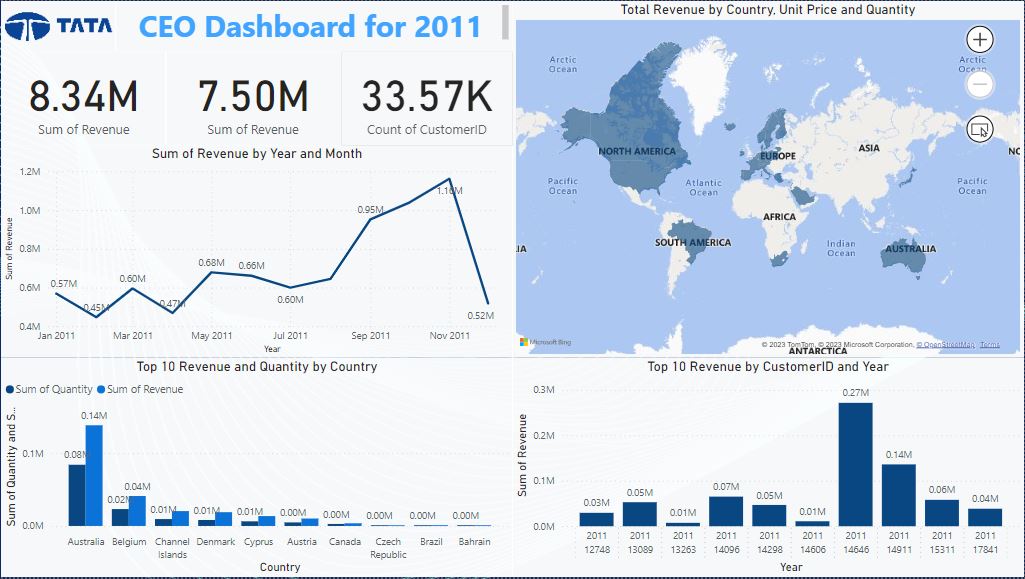 TATA
CEO Dashboard for 2011
8.34M
Sum of Revenue
7.50M
Sum of Revenue
33.57K
Count of CustomerID
Sum of Revenue by Year and Month
Sum of Revenue
1.2M
1.0M
0.8M
0.6M
0.4M
0.57M
0.45M
0.60M
0.47M
0.68M
0.66M
0.60M
0.95M
1.16M
0.52M
Jan 2011 Mar 2011 May 2011 Jul 2011 Sep 2011 Nov 2011
Year
Total Revenue by Country, Unit Price and Quantity
Arctic
Ocean
Arctic
Ocean
NORTH AMERICA
EUROPE
ASIA
NO
Pacific
Ocean
Atlantic
Ocean
Pacific
Ocean
AFRICA
IA
SOUTH AMERICA
Indian
Ocean
AUSTRALIA
Microsoft Bing
© 2023 TomTom, © 2023 Microsoft Corporation, © OpenStreetMap Terms
ANTARCTICA
Top 10 Revenue and Quantity by Country
Sum of Quantity Sum of Revenue
Sum of Quantity and S...
0.1M
0.0M
0.08M
0.14M
0.02M
0.04M
0.01M
0.01M
0.01M
0.00M
0.00M
0.00M
0.00M
0.00M
Australia
Belgium
Channel
Islands
Denmark
Cyprus
Austria
Canada
Czech
Republic
Brazil
Bahrain
Country
Top 10 Revenue by CustomerID and Year
Sum of Revenue
0.3M
0.2M
0.1M
0.0M
0.03M
0.05M
0.01M
0.07M
0.05M
0.01M
0.27M
0.14M
0.06M
0.04M
2011 2011 2011 2011 2011 2011 2011 2011 2011 2011
12748 13089 13263 14096 14298 14606 14646 14911 15311 17841
Year